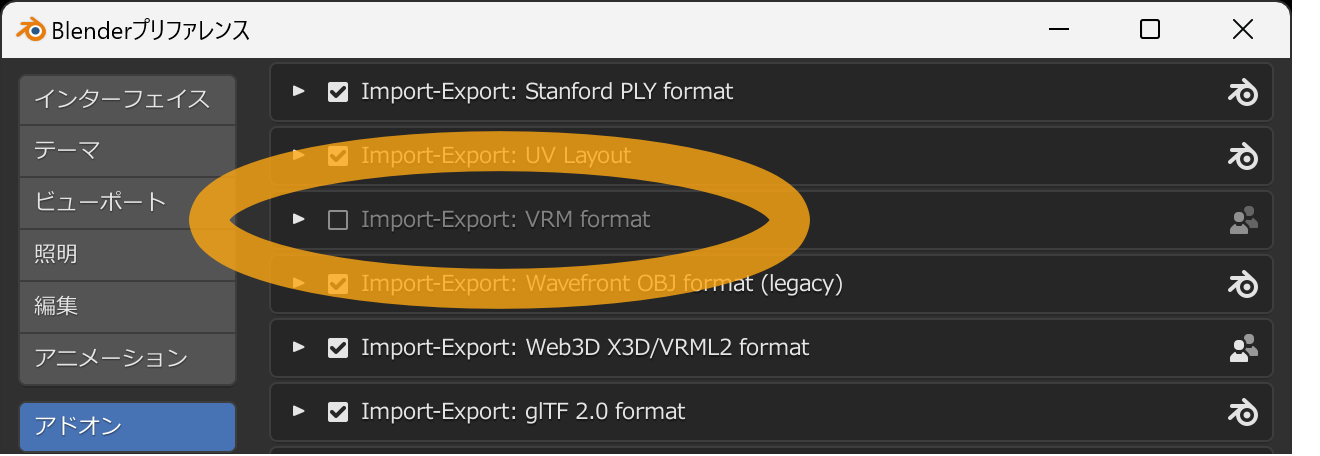 Blenderプリファレンス
インターフェイス
テーマ
ビューポート
照明
編集
アニメーション
アドオン
Import-Export: Stanford PLY format
Import-Export: UV Layout
Import-Export: VRM format
Import-Export: Wavefront OBJ format (legacy)
Import-Export: Web3D X3D/VRML2 format
Import-Export: glTF 2.0 format